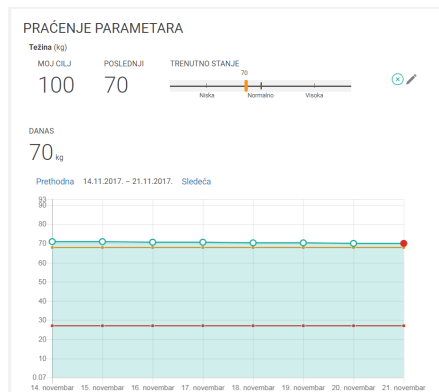 PRAĆENJE PARAMETARA
Težina (kg)
MOJ CILJ POSLEDNJI TRENUTNO STANJE
100 70
70
Niska Normalno Visoka
DANAS
70 kg
Prethodna 14.11.2017. – 21.11.2017. Sledeća
93
90
80
70
60
50
40
30
20
10
0.07
14. novembar 15. novembar 16. novembar 17. novembar 18. novembar 19. novembar 20. novembar 21. novembar